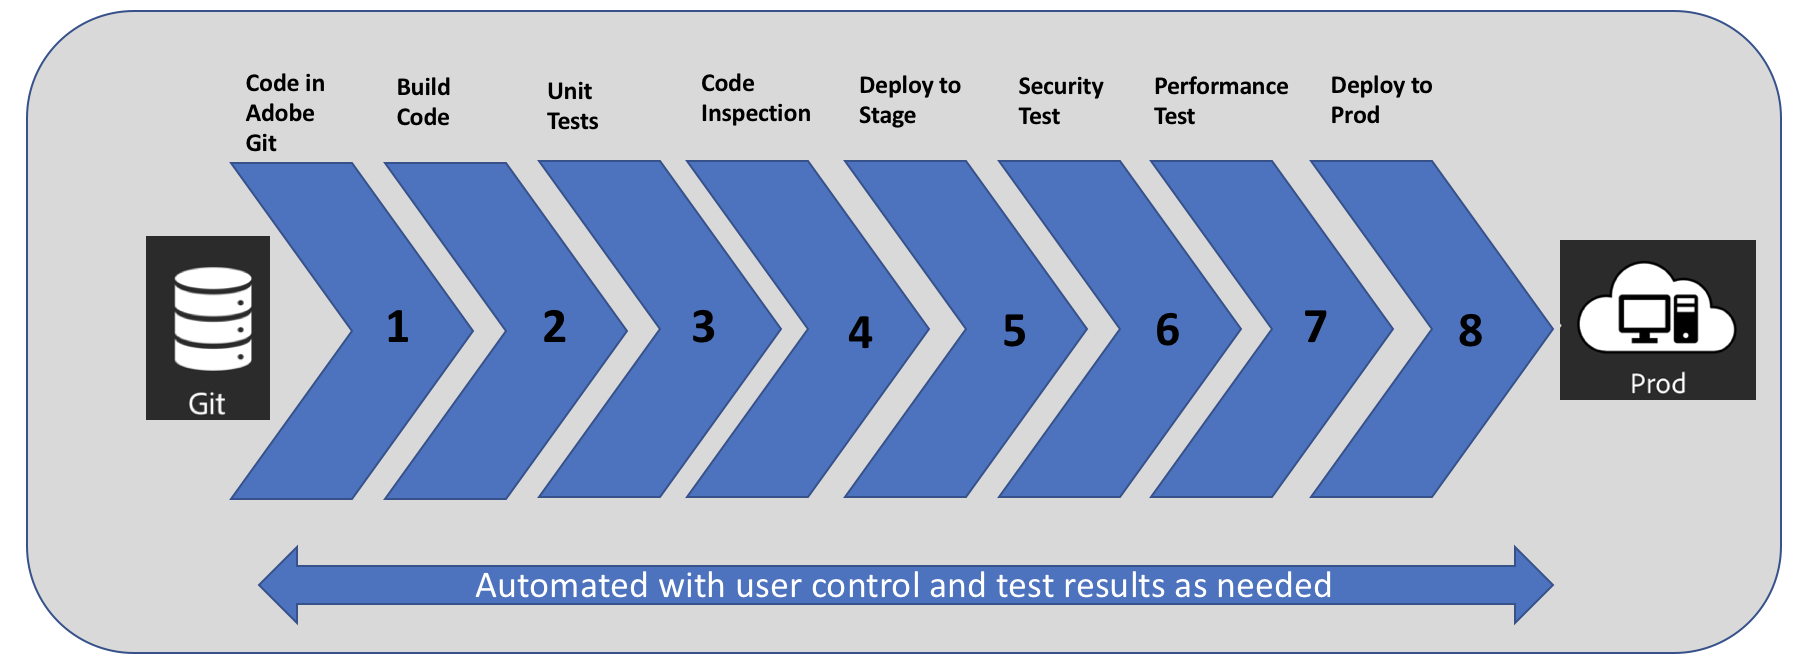 Code in
Adobe
Git
Build
Code
Unit
Tests
Code
Inspection
Deploy to
Stage
Security
Test
Performance
Test
Deploy to
Prod
1
2
3
4
5
6
7
8
Git
Prod
Automated with user control and test results as needed